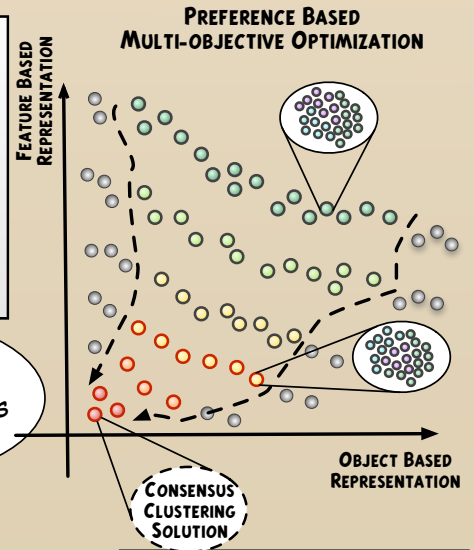 PREFERENCE BASED
MULTI-OBJECTIVE OPTIMIZATION
FEATURE BASED
REPRESENTATION
S
OBJECT BASED
REPRESENTATION
CONSENSUS
CLUSTERING
SOLUTION